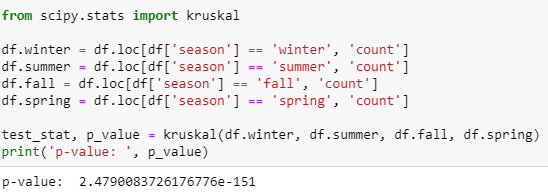 from scipy.stats import kruskal
df.winter = df.loc[df['season'] == 'winter', 'count']
df.summer = df.loc[df['season'] == 'summer', 'count']
df.fall = df.loc[df['season'] == 'fall', 'count']
df.spring = df.loc[df['season'] == 'spring', 'count']
test_stat, p_value = kruskal(df.winter, df.summer, df.fall, df.spring)
print('p-value: ', p_value)
p-value:  2.4790083726176776e-151